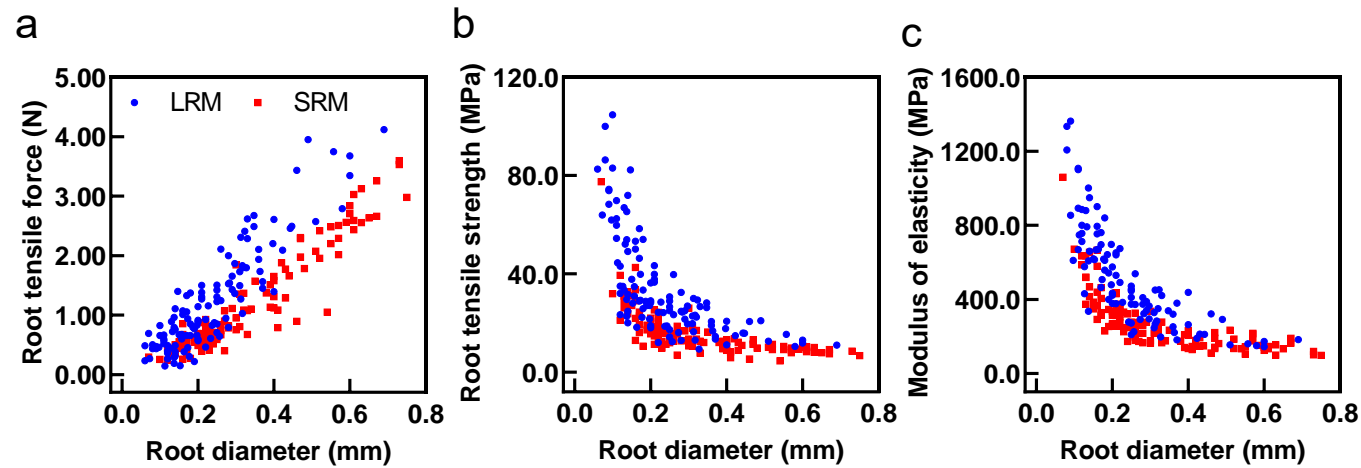 a
Root tensile force (N)
5.00
4.00
3.00
2.00
1.00
0.00
LRM SRM
0.0 0.2 0.4 0.6 0.8
Root diameter (mm)
b
Root tensile strength (MPa)
120.0
80.0
40.0
0.0
0.0 0.2 0.4 0.6 0.8
Root diameter (mm)
c
Modulus of elasticity (MPa)
1600.0
1200.0
800.0
400.0
0.0
0.0 0.2 0.4 0.6 0.8
Root diameter (mm)